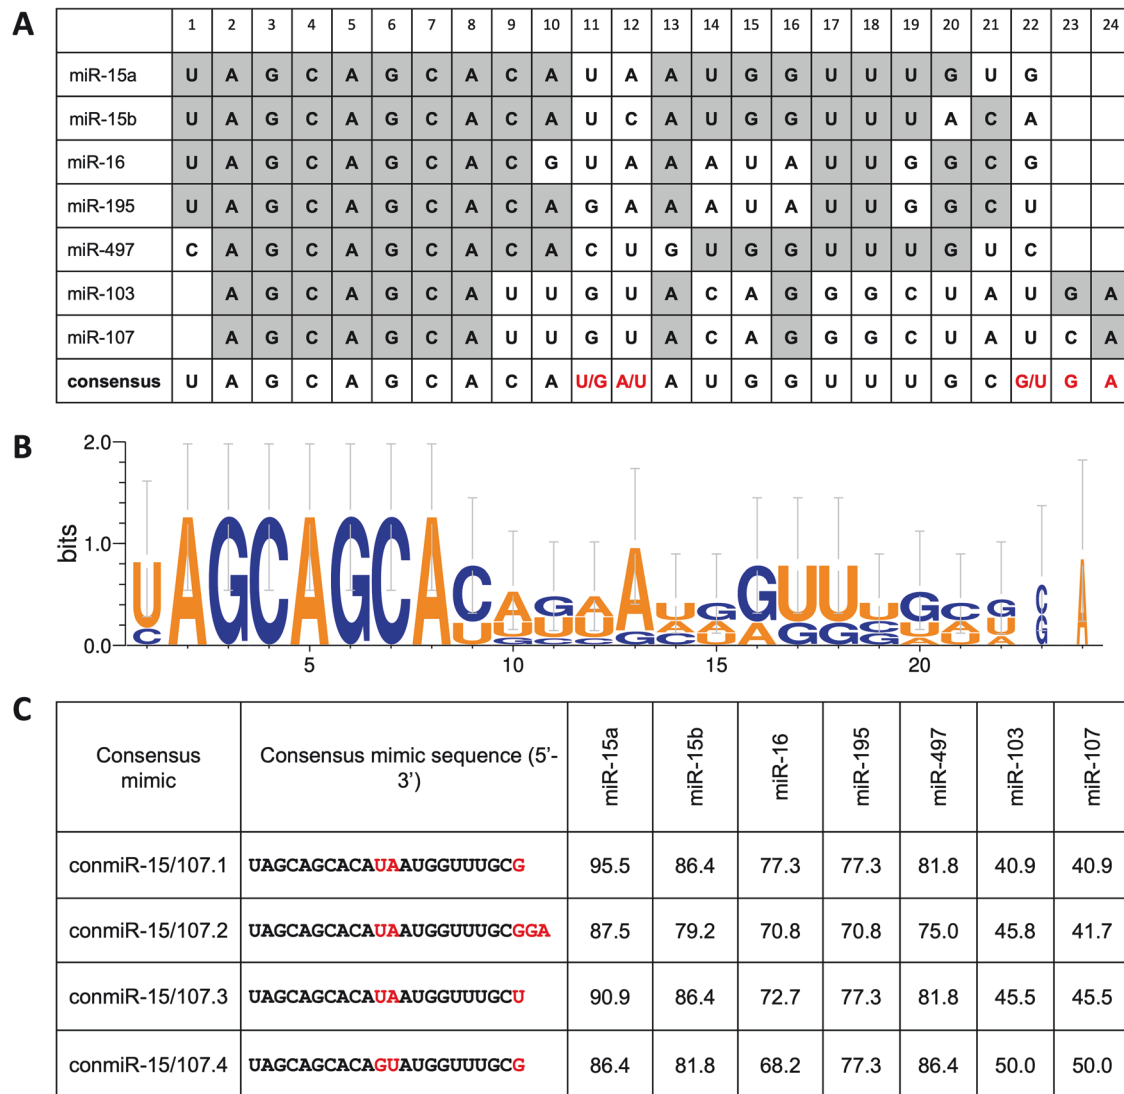 A
1 2 3 4 5 6 7 8 9 10 11 12 13 14 15 16 17 18 19 20 21 22 23 24
miR-15a U A G C A G C A C A U A A U G G U U U G U G
miR-15b U A G C A G C A C A U C A U G G U U U A C A
miR-16 U A G C A G C A C G U A A A U A U U G G C G
miR-195 U A G C A G C A C A G A A A U A U U G G C U
miR-497 C A G C A G C A C A C U G U G G U U U G U C
miR-103 A G C A G C A U U G U A C A G G G C U A U G A
miR-107 A G C A G C A U U G U A C A G G G C U A U C A
consensus U A G C A G C A C A U/G A/U A U G G U U U G C G/U G A
B
2.0
1.0
0.0
bits
5 10 15 20
C
Consensus mimic
Consensus mimic sequence (5'-3')
miR-15a miR-15b miR-16 miR-195 miR-497 miR-103 miR-107
conmiR-15/107.1 UAGCAGCACAUAAUGGUUUGCG 95.5 86.4 77.3 77.3 81.8 40.9 40.9
conmiR-15/107.2 UAGCAGCACAUAAUGGUUUGCGGA 87.5 79.2 70.8 70.8 75.0 45.8 41.7
conmiR-15/107.3 UAGCAGCACAUAAUGGUUUGCU 90.9 86.4 72.7 77.3 81.8 45.5 45.5
conmiR-15/107.4 UAGCAGCACAGUAUGGUUUGCG 86.4 81.8 68.2 77.3 86.4 50.0 50.0